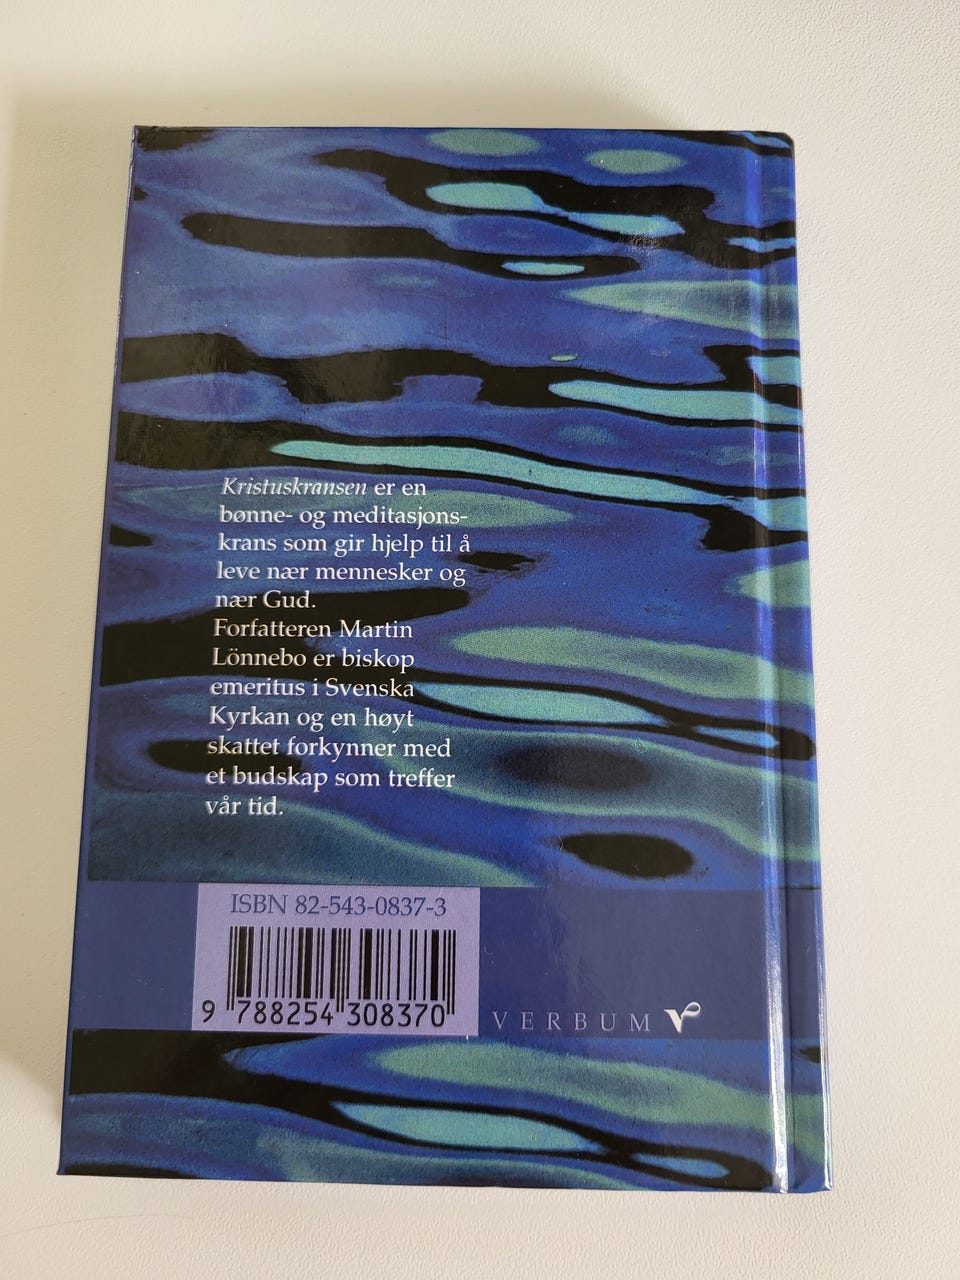 Kristuskransen er en
bønne- og meditasjons-
krans som gir hjelp til å
leve nær mennesker og
nær Gud.
Forfatteren Martin
Lönnebo er biskop
emeritus i Svenska
Kyrkan og en høyt
skattet forkynner med
et budskap som treffer
vår tid.
ISBN 82-543-0837-3
9 788254 308370
VERBUM